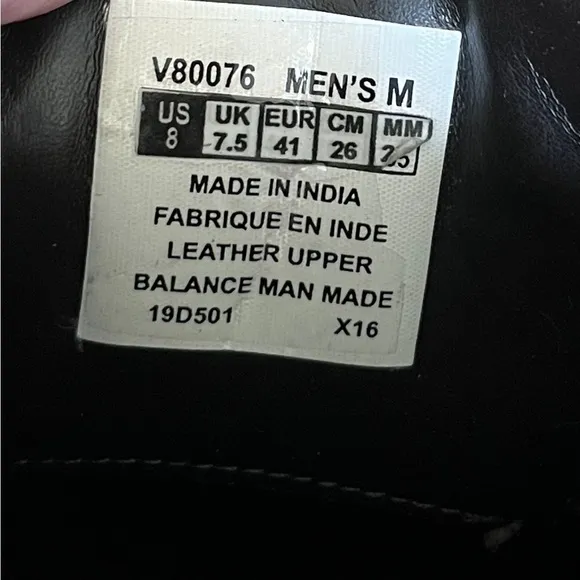 V80076 MEN'S M
US UK EUR CM MM
8 7.5 41 26
MADE IN INDIA
FABRIQUE EN INDE
LEATHER UPPER
BALANCE MAN MADE
19D501 X16